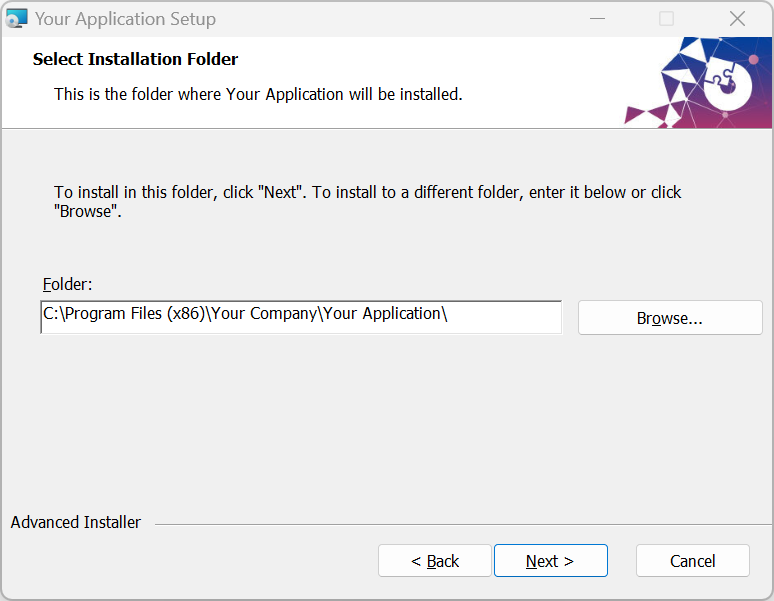 Your Application Setup
Select Installation Folder
This is the folder where Your Application will be installed.
To install in this folder, click "Next". To install to a different folder, enter it below or click
"Browse".
Folder:
C:\Program Files (x86)\Your Company\Your Application\
Browse...
Advanced Installer
< Back
Next >
Cancel